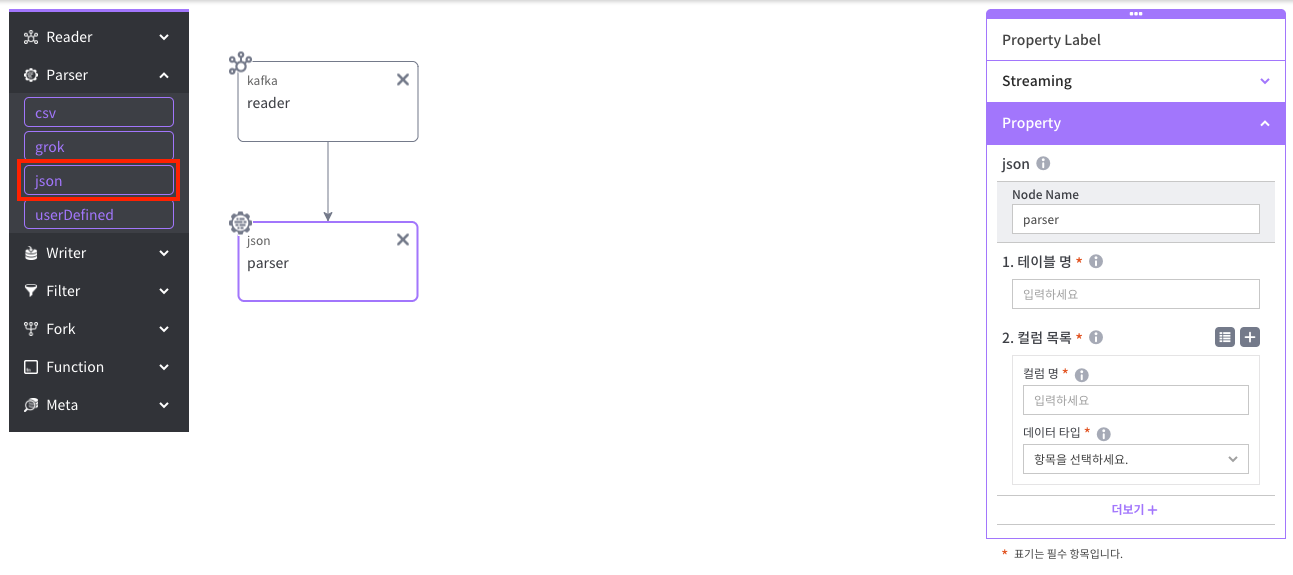 Reader
Parser
csv
grok
json
userDefined
Writer
Filter
Fork
Function
Meta
kafka
reader
json
parser
Property Label
Streaming
Property
json
Node Name
parser
1. 테이블 명 *
입력하세요
2. 컬럼 목록 *
컬럼 명 *
입력하세요
데이터 타입 *
항목을 선택하세요.
더보기 +
* 표기는 필수 항목입니다.